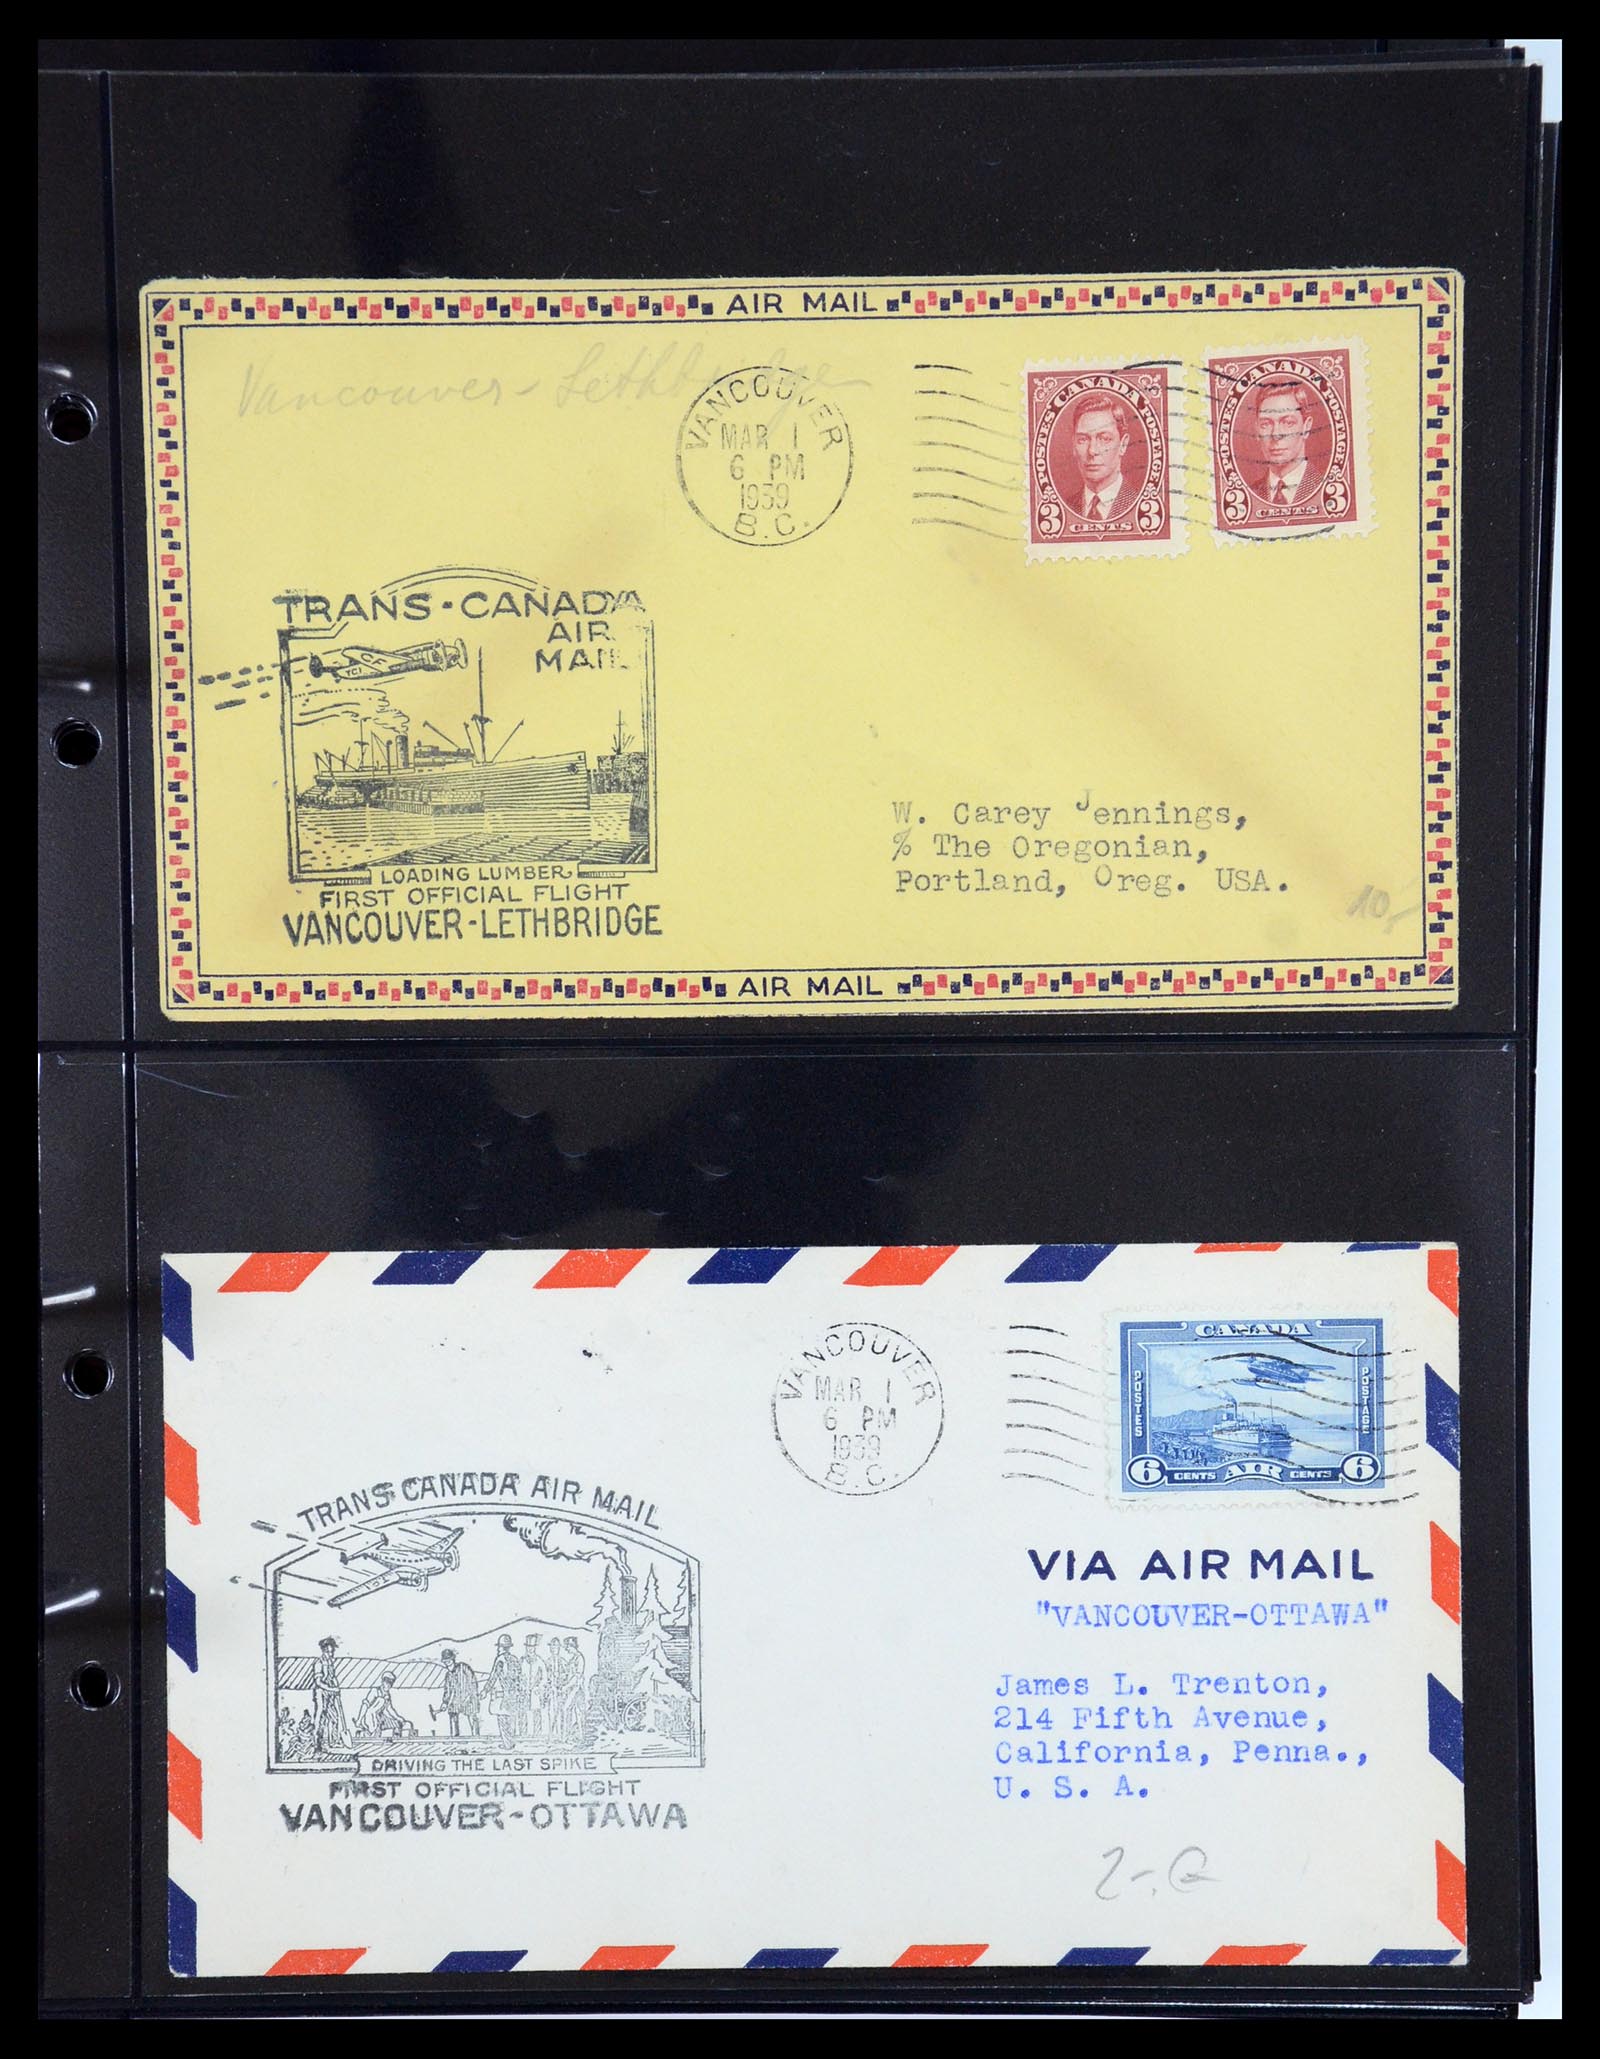 AIR MAIL
Vancouver - Lethbridge
VANCOUVER
MAR 1
6 PM
1939
B.C.
POSTES CANADA POSTAGE
3 CENTS 3
POSTES CANADA POSTAGE
3 CENTS 3
TRANS-CANADA
AIR
MAIL
CF
TCI
LOADING LUMBER
FIRST OFFICIAL FLIGHT
VANCOUVER-LETHBRIDGE
W. Carey Jennings,
% The Oregonian,
Portland, Oreg. USA.
10,-
AIR MAIL
VANCOUVER
MAR 1
6 PM
1939
B.C.
CANADA
POSTES
POSTAGE
6 CENTS AIR CENTS 6
TRANS CANADA AIR MAIL
DRIVING THE LAST SPIKE
FIRST OFFICIAL FLIGHT
VANCOUVER-OTTAWA
VIA AIR MAIL
"VANCOUVER-OTTAWA"
James L. Trenton,
214 Fifth Avenue,
California, Penna.,
U. S. A.